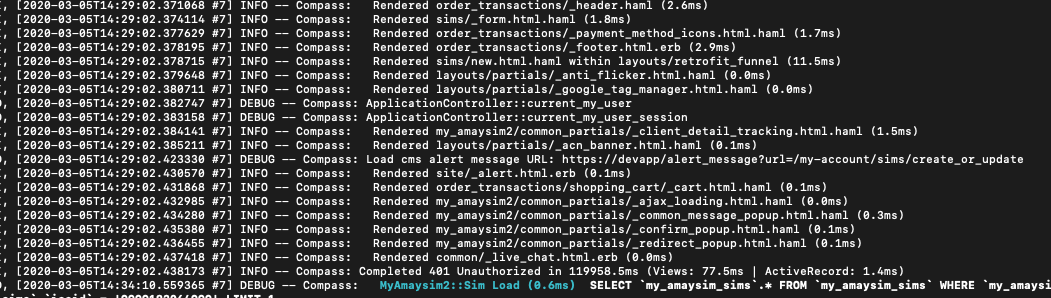 , [2020-03-05T14:29:02.371068 #7] INFO -- Compass:   Rendered order_transactions/_header.haml (2.6ms)
, [2020-03-05T14:29:02.374114 #7] INFO -- Compass:   Rendered sims/_form.html.haml (1.8ms)
, [2020-03-05T14:29:02.377629 #7] INFO -- Compass:   Rendered order_transactions/_payment_method_icons.html.haml (1.7ms)
, [2020-03-05T14:29:02.378195 #7] INFO -- Compass:   Rendered order_transactions/_footer.html.erb (2.9ms)
, [2020-03-05T14:29:02.378715 #7] INFO -- Compass:   Rendered sims/new.html.haml within layouts/retrofit_funnel (11.5ms)
, [2020-03-05T14:29:02.379648 #7] INFO -- Compass:   Rendered layouts/partials/_anti_flicker.html.haml (0.0ms)
, [2020-03-05T14:29:02.380711 #7] INFO -- Compass:   Rendered layouts/partials/_google_tag_manager.html.haml (0.0ms)
, [2020-03-05T14:29:02.382747 #7] DEBUG -- Compass: ApplicationController::current_my_user
, [2020-03-05T14:29:02.383158 #7] DEBUG -- Compass: ApplicationController::current_my_user_session
, [2020-03-05T14:29:02.384141 #7] INFO -- Compass:   Rendered my_amaysim2/common_partials/_client_detail_tracking.html.haml (1.5ms)
, [2020-03-05T14:29:02.385211 #7] INFO -- Compass:   Rendered layouts/partials/_acn_banner.html.haml (0.1ms)
, [2020-03-05T14:29:02.423330 #7] DEBUG -- Compass: Load cms alert message URL: https://devapp/alert_message?url=/my-account/sims/create_or_update
, [2020-03-05T14:29:02.430570 #7] INFO -- Compass:   Rendered site/_alert.html.erb (0.1ms)
, [2020-03-05T14:29:02.431868 #7] INFO -- Compass:   Rendered order_transactions/shopping_cart/_cart.html.haml (0.1ms)
, [2020-03-05T14:29:02.432985 #7] INFO -- Compass:   Rendered my_amaysim2/common_partials/_ajax_loading.html.haml (0.0ms)
, [2020-03-05T14:29:02.434280 #7] INFO -- Compass:   Rendered my_amaysim2/common_partials/_common_message_popup.html.haml (0.3ms)
, [2020-03-05T14:29:02.435380 #7] INFO -- Compass:   Rendered my_amaysim2/common_partials/_confirm_popup.html.haml (0.1ms)
, [2020-03-05T14:29:02.436455 #7] INFO -- Compass:   Rendered my_amaysim2/common_partials/_redirect_popup.html.haml (0.1ms)
, [2020-03-05T14:29:02.437418 #7] INFO -- Compass:   Rendered common/_live_chat.html.erb (0.0ms)
, [2020-03-05T14:29:02.438173 #7] INFO -- Compass: Completed 401 Unauthorized in 119958.5ms (Views: 77.5ms | ActiveRecord: 1.4ms)
, [2020-03-05T14:34:10.559365 #7] DEBUG -- Compass:   MyAmaysim2::Sim Load (0.6ms)  SELECT `my_amaysim_sims`.* FROM `my_amaysim_sims` WHERE `my_amaysi